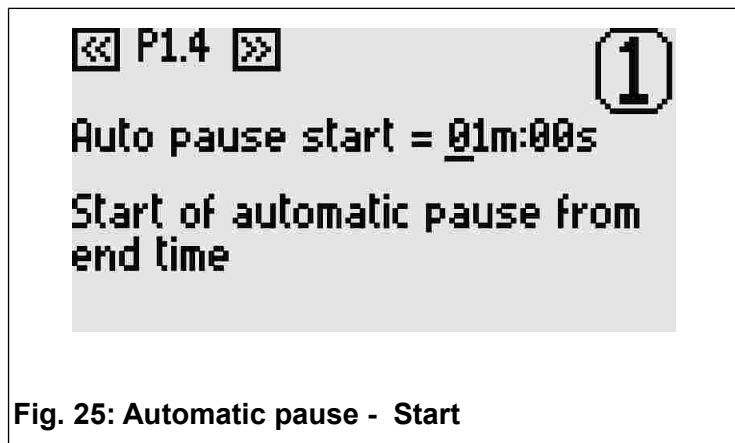 « P1.4 » 1
Auto pause start = 01m:00s
Start of automatic pause from
end time
Fig. 25: Automatic pause - Start